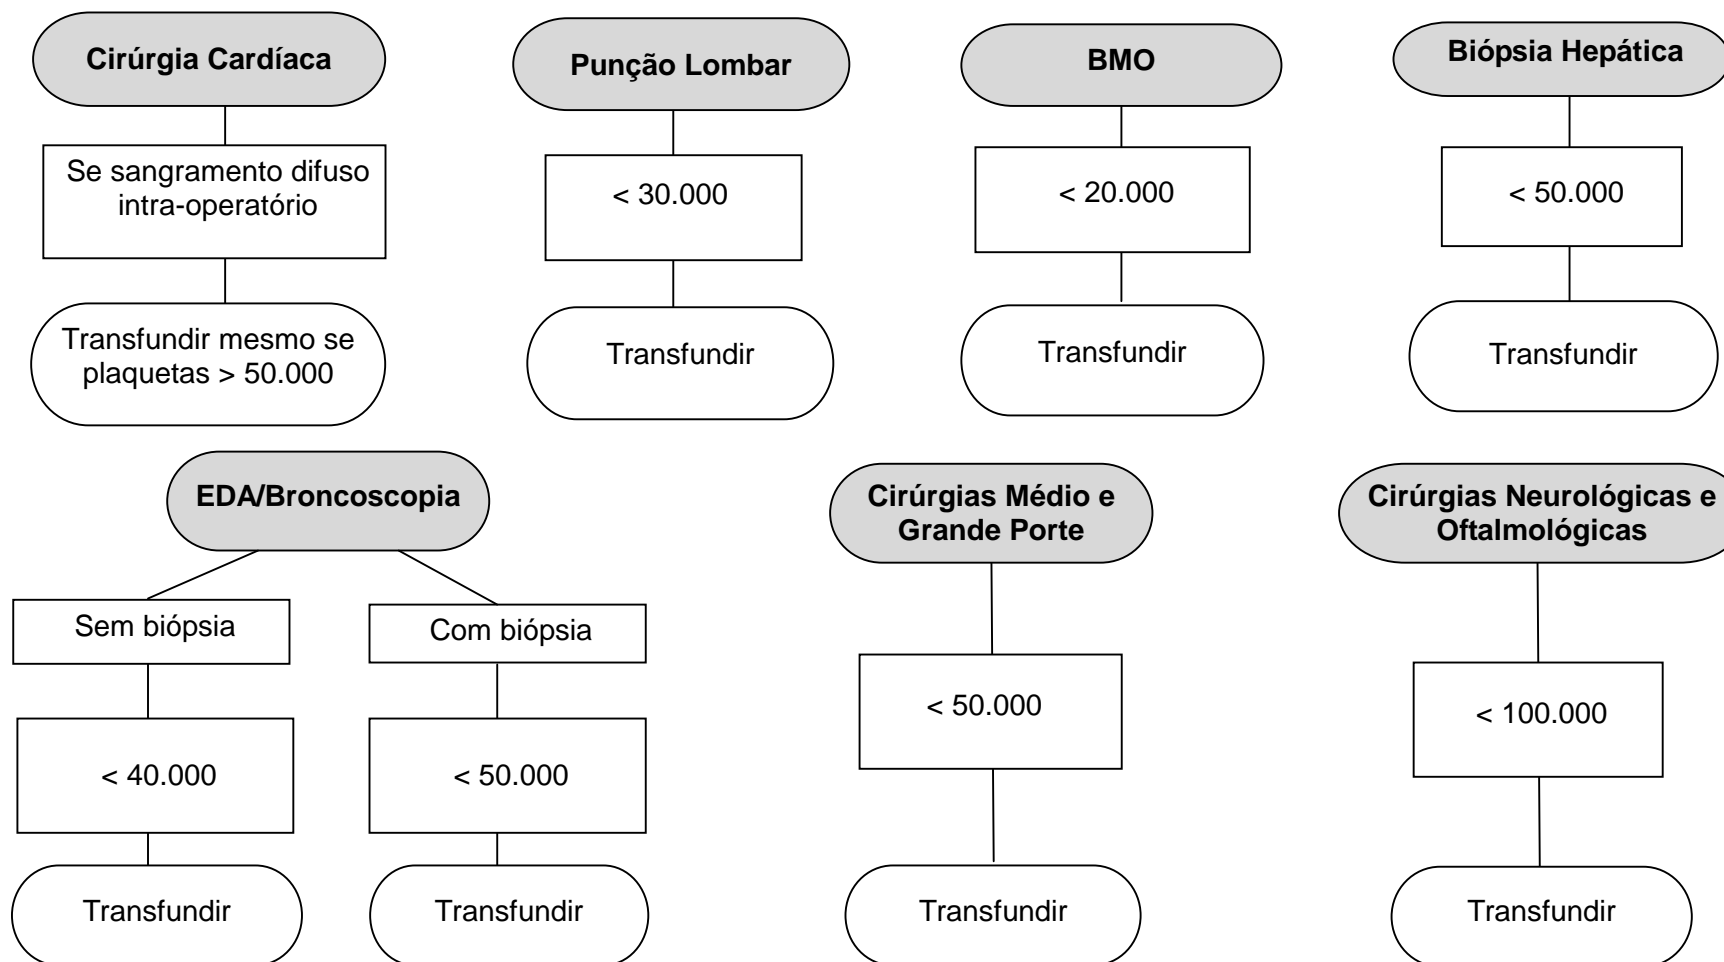 Cirúrgia Cardíaca
Se sangramento difuso
intra-operatório
Transfundir mesmo se
plaquetas > 50.000
Punção Lombar
< 30.000
Transfundir
BMO
< 20.000
Transfundir
Biópsia Hepática
< 50.000
Transfundir
EDA/Broncoscopia
Sem biópsia
< 40.000
Transfundir
Com biópsia
< 50.000
Transfundir
Cirúrgias Médio e
Grande Porte
< 50.000
Transfundir
Cirúrgias Neurológicas e
Oftalmológicas
< 100.000
Transfundir